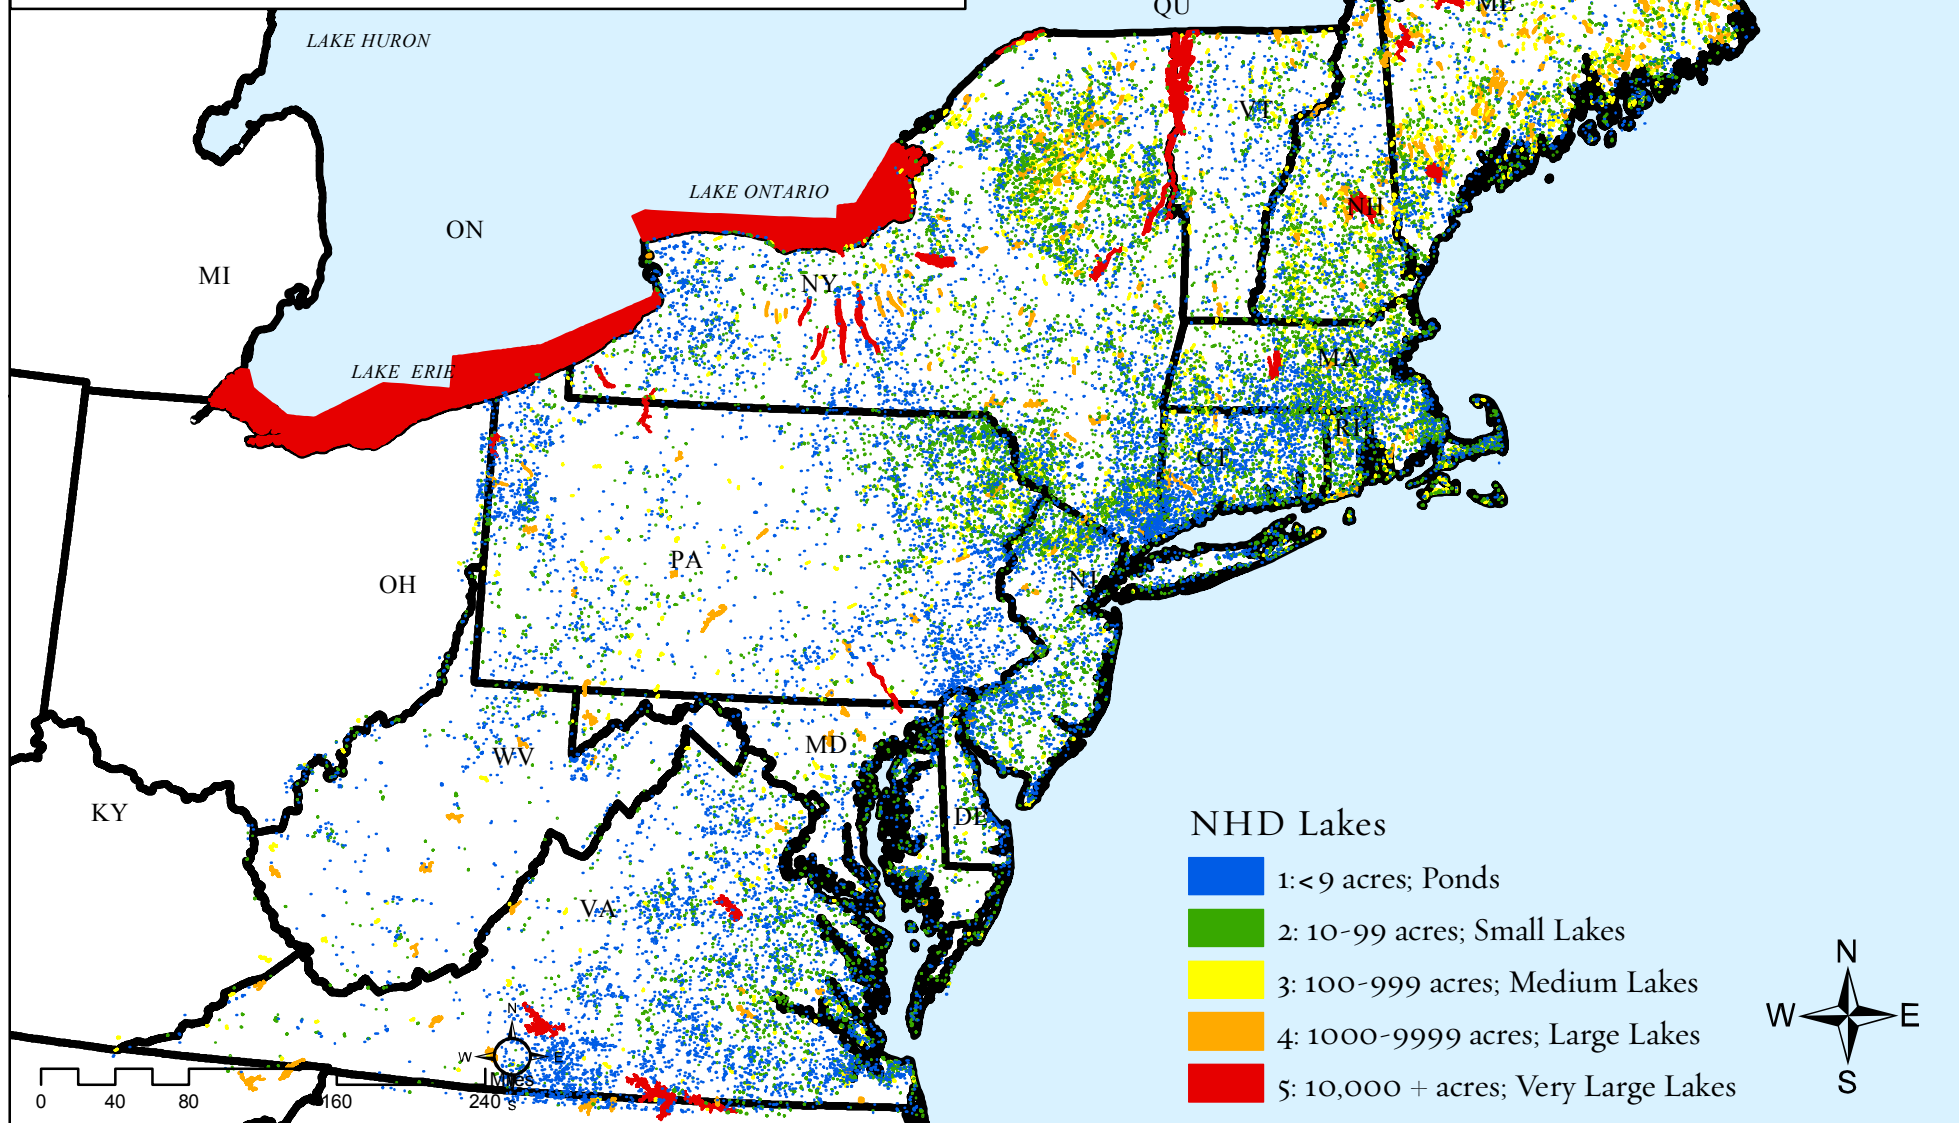 QU
ME
LAKE HURON
VT
LAKE ONTARIO
NH
ON
MI
NY
MA
LAKE ERIE
RI
CT
PA
NJ
OH
MD
WV
KY
DE
VA
NHD Lakes
1:<9 acres; Ponds
2: 10-99 acres; Small Lakes
3: 100-999 acres; Medium Lakes
4: 1000-9999 acres; Large Lakes
5: 10,000 + acres; Very Large Lakes
N
W E
S
N
W E
S
Miles
0 40 80 160 240